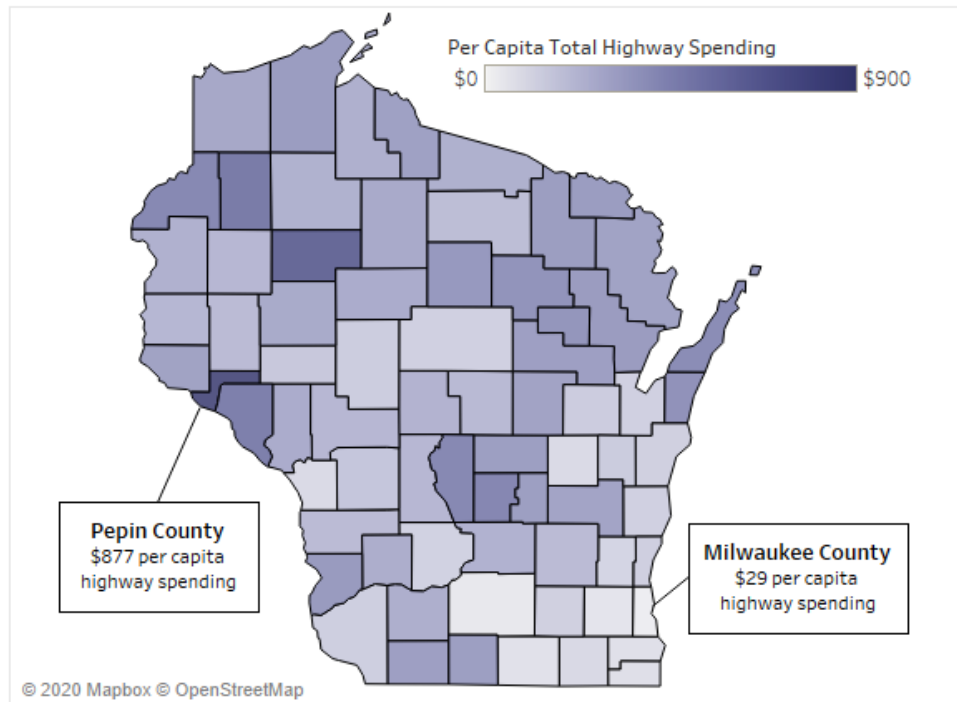 Per Capita Total Highway Spending
$0 $900
Pepin County
$877 per capita
highway spending
Milwaukee County
$29 per capita
highway spending
© 2020 Mapbox © OpenStreetMap